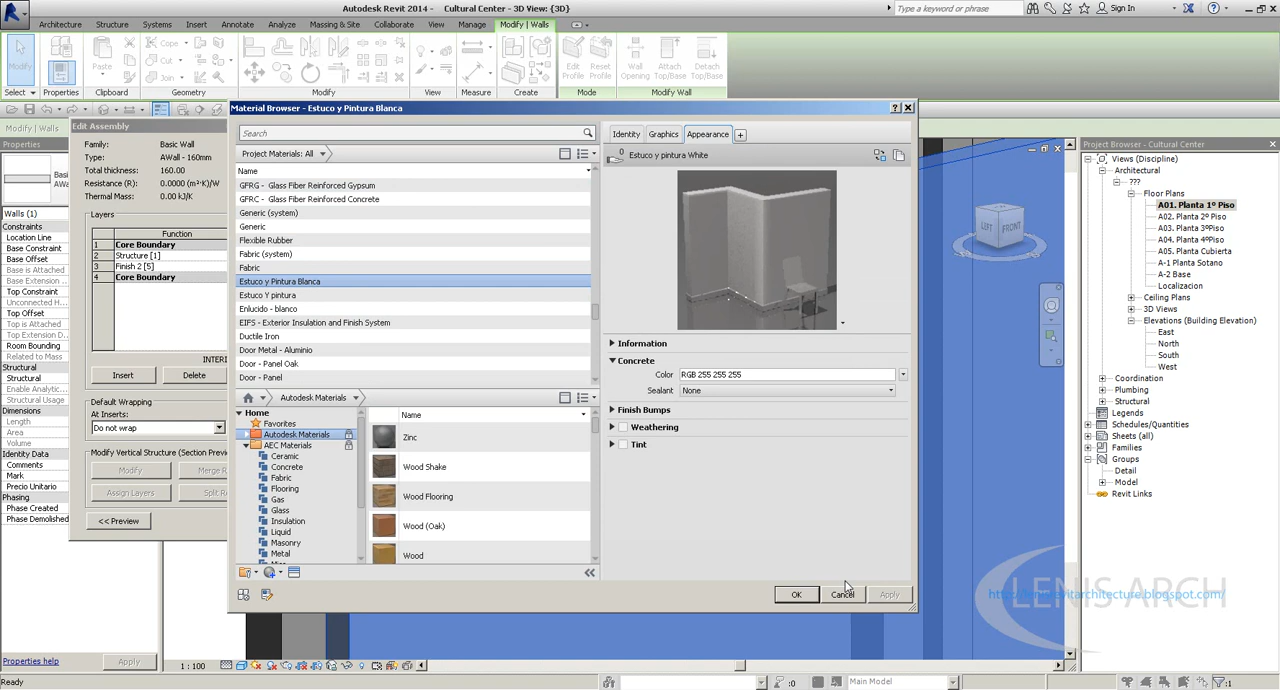 Autodesk Revit 2014 - Cultural Center - 3D View: {3D}
Type a keyword or phrase
Sign In
Architecture Structure Systems Insert Annotate Analyze Massing & Site Collaborate View Manage Modify | Walls
Modify
Paste
Cope
Cut
Join
Edit Profile
Reset Profile
Wall Opening
Attach Top/Base
Detach Top/Base
Select Properties Clipboard Geometry Modify View Measure Create Mode Modify Wall
Modify | Walls
Properties
Walls (1)
Constraints
Location Line
Base Constraint
Base Offset
Base is Attached
Base Extension
Top Constraint
Unconnected H
Top Offset
Top is Attached
Top Extension D
Room Bounding
Related to Mass
Structural
Structural
Enable Analytic
Structural Usage
Dimensions
Length
Area
Volume
Identity Data
Comments
Mark
Precio Unitario
Phasing
Phase Created
Phase Demolished
Properties help
Apply
Edit Assembly
Family: Basic Wall
Type: AWall - 160mm
Total thickness: 160.00
Resistance (R): 0.0000 (m²·K)/W
Thermal Mass: 0.00 kJ/K
Layers
Function
1 Core Boundary
2 Structure [1]
3 Finish 2 [5]
4 Core Boundary
INTERI
Insert
Delete
Default Wrapping
At Inserts:
Do not wrap
Modify Vertical Structure (Section Previe
Modify
Merge R
Assign Layers
Split R
<< Preview
Material Browser - Estuco y Pintura Blanca
Search
Project Materials: All
Name
GFRG - Glass Fiber Reinforced Gypsum
GFRC - Glass Fiber Reinforced Concrete
Generic (system)
Generic
Flexible Rubber
Fabric (system)
Fabric
Estuco y Pintura Blanca
Estuco Y pintura
Enlucido - blanco
EIFS - Exterior Insulation and Finish System
Ductile Iron
Door Metal - Aluminio
Door - Panel Oak
Door - Panel
Autodesk Materials
Home
Favorites
Autodesk Materials
AEC Materials
Ceramic
Concrete
Fabric
Flooring
Gas
Glass
Insulation
Liquid
Masonry
Metal
Name
Zinc
Wood Shake
Wood Flooring
Wood (Oak)
Wood
Identity Graphics Appearance
0
Estuco y pintura White
Information
Concrete
Color RGB 255 255 255
Sealant None
Finish Bumps
Weathering
Tint
OK
Cancel
Apply
LEFT FRONT
Project Browser - Cultural Center
Views (Discipline)
Architectural
???
Floor Plans
A01. Planta 1º Piso
A02. Planta 2º Piso
A03. Planta 3ºPiso
A04. Planta 4ºPiso
A05. Planta Cubierta
A-1 Planta Sotano
A-2 Base
Localizacion
Ceiling Plans
3D Views
Elevations (Building Elevation)
East
North
South
West
Coordination
Plumbing
Structural
Legends
Schedules/Quantities
Sheets (all)
Families
Groups
Detail
Model
Revit Links
LENIS ARCH
1 : 100
Ready
:0
Main Model
:1